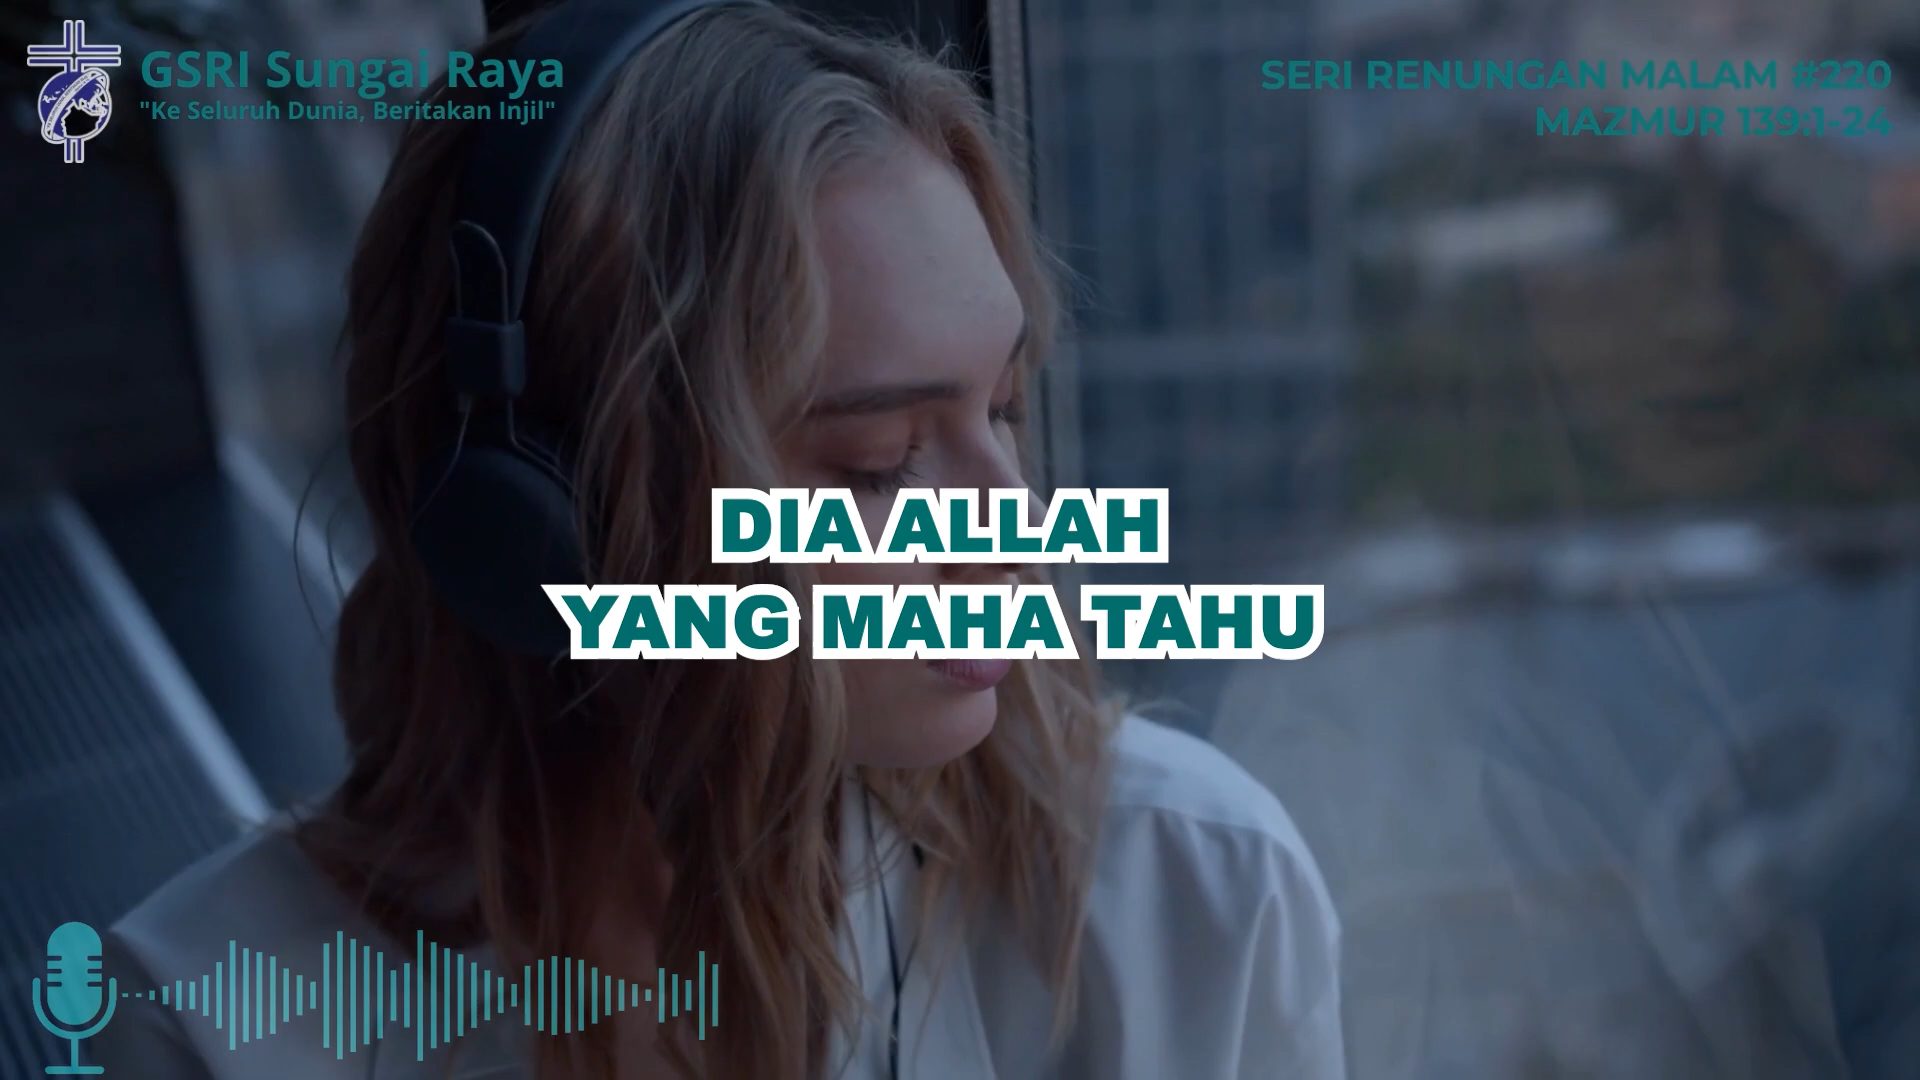 GSRI Sungai Raya
"Ke Seluruh Dunia, Beritakan Injil"
SERI RENUNGAN MALAM #220
MAZMUR 139:1-24
DIA ALLAH
YANG MAHA TAHU